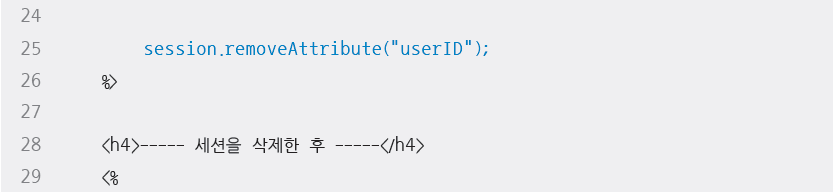 24
25 session.removeAttribute("userID");
26 %>
27
28 <h4>----- 세션을 삭제한 후 -----</h4>
29 <%